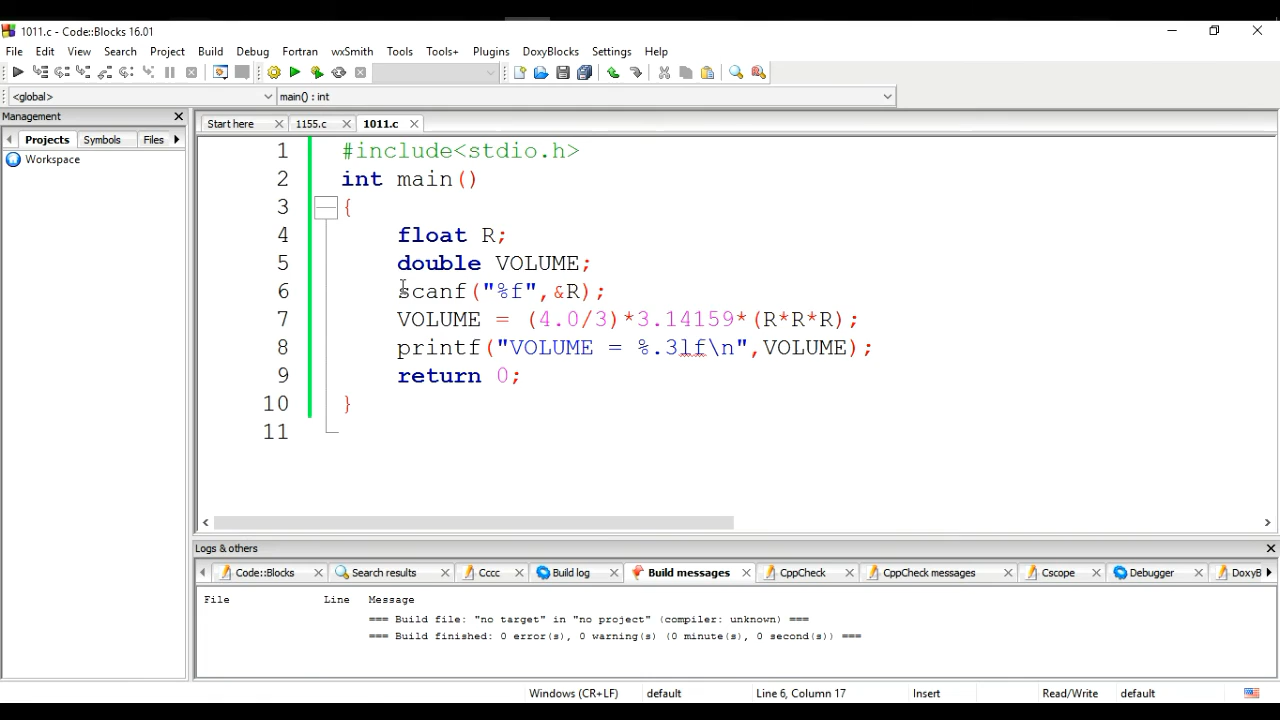 1011.c - Code::Blocks 16.01
File Edit View Search Project Build Debug Fortran wxSmith Tools Tools+ Plugins DoxyBlocks Settings Help
<global> main() : int
Management
Start here 1155.c 1011.c
Projects Symbols Files
Workspace
1 #include<stdio.h>
2 int main()
3 {
4 float R;
5 double VOLUME;
6 scanf("%f",&R);
7 VOLUME = (4.0/3)*3.14159*(R*R*R);
8 printf("VOLUME = %.3lf\n",VOLUME);
9 return 0;
10 }
11
Logs & others
Code::Blocks Search results Cccc Build log Build messages CppCheck CppCheck messages Cscope Debugger DoxyB
File Line Message
=== Build file: "no target" in "no project" (compiler: unknown) ===
=== Build finished: 0 error(s), 0 warning(s) (0 minute(s), 0 second(s)) ===
Windows (CR+LF) default Line 6, Column 17 Insert Read/Write default